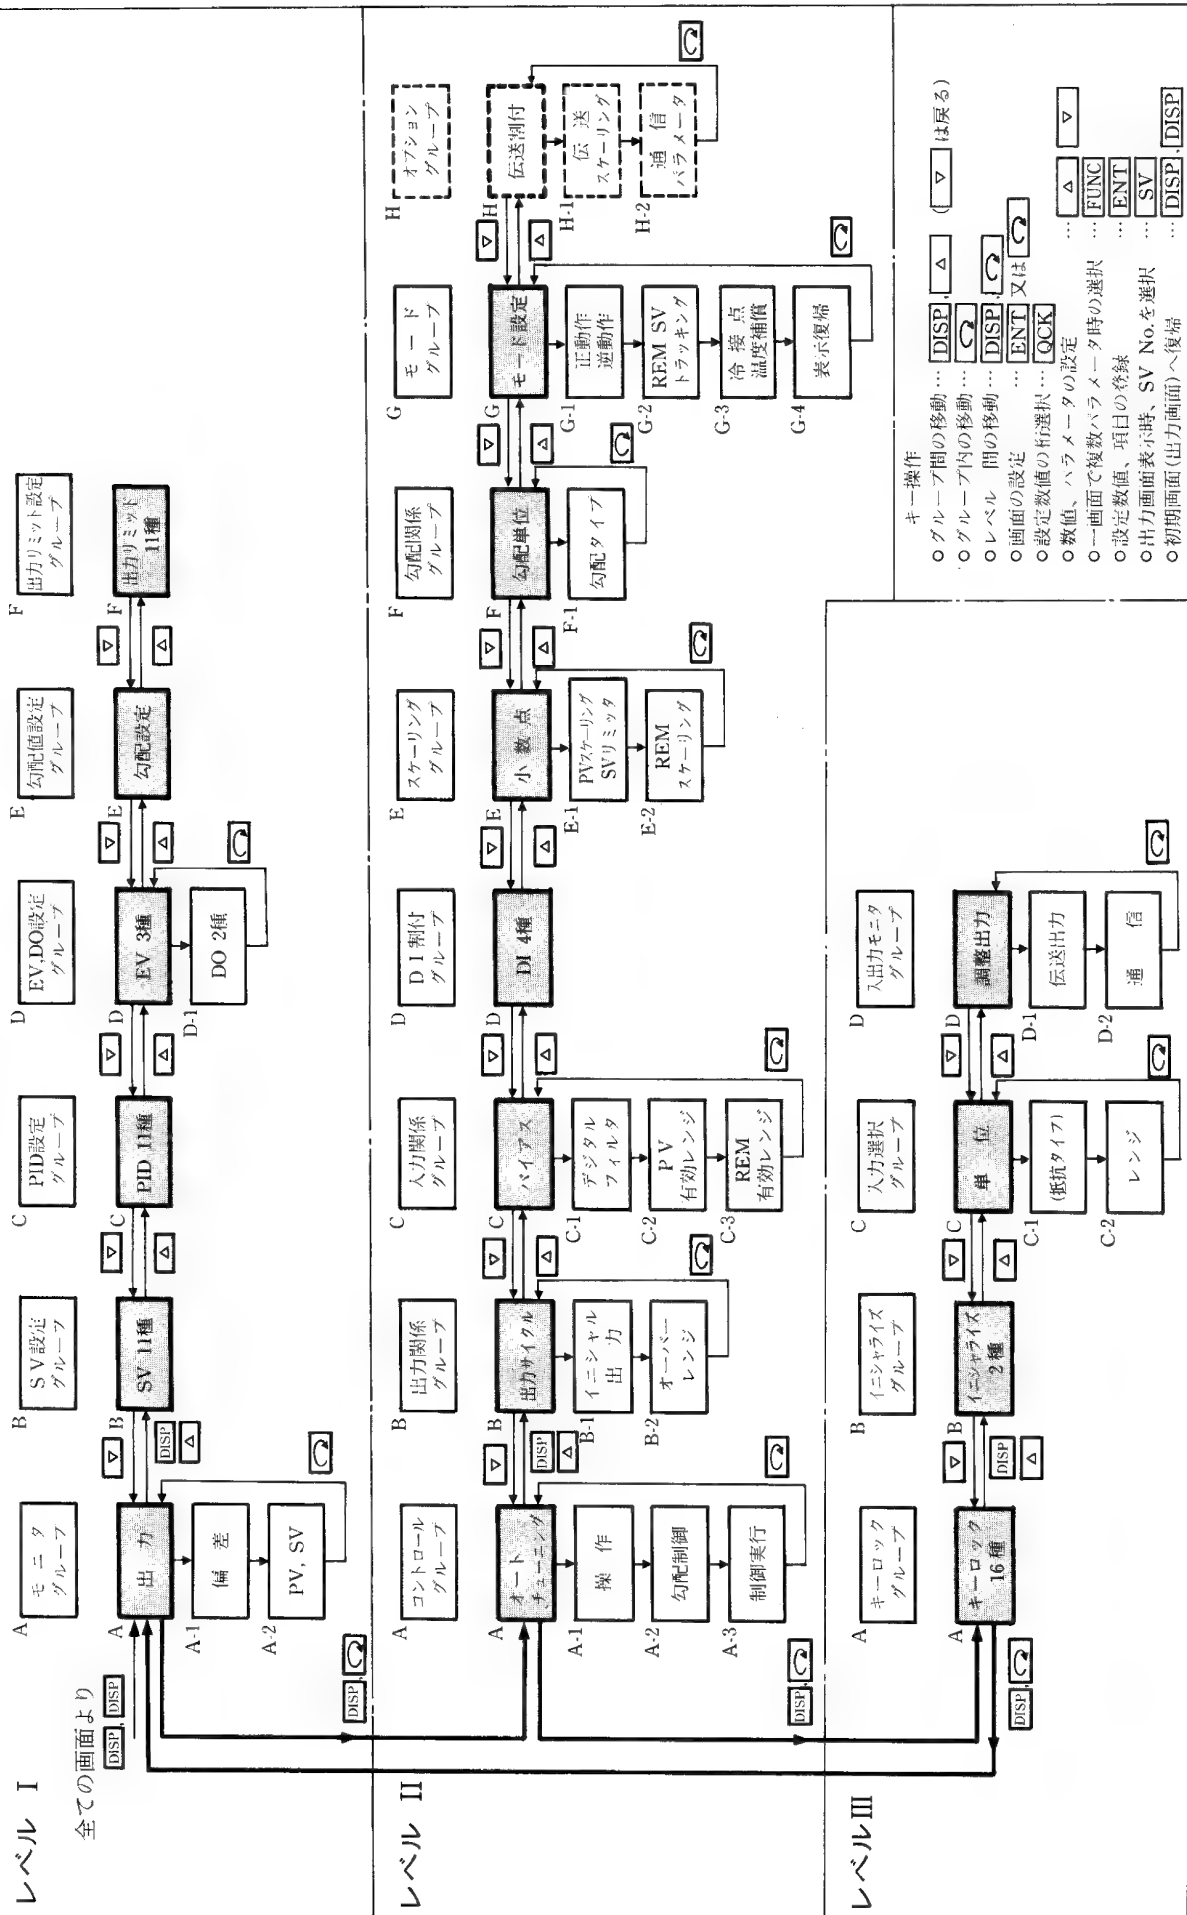 レベル I
全ての画面より
DISP, DISP
A
モニタ
グループ
B
SV設定
グループ
C
PID設定
グループ
D
EV,DO設定
グループ
E
勾配値設定
グループ
F
出力リミット設定
グループ
A
出力
▽
DISP △
B
SV 11種
▽
△
C
PID 11種
▽
△
D
EV 3種
▽
△
E
勾配設定
▽
△
F
出力リミッド
11種
A-1
偏差
A-2
PV, SV
D-1
DO 2種
DISP,
レベル II
A
コントロール
グループ
B
出力関係
グループ
C
入力関係
グループ
D
DI割付
グループ
E
スケーリング
グループ
F
勾配関係
グループ
G
モード
グループ
H
オプション
グループ
A
オート
チューニング
▽
DISP △
B
出力サイクル
▽
△
C
バイアス
▽
△
D
DI 4種
▽
△
E
小数点
▽
△
F
勾配単位
▽
△
G
モード設定
▽
△
H
伝送割付
A-1
操作
A-2
勾配制御
A-3
制御実行
B-1
イニシャル
出力
B-2
オーバー
レンジ
C-1
デジタル
フィルタ
C-2
PV
有効レンジ
C-3
REM
有効レンジ
E-1
PVスケーリング
SVリミッタ
E-2
REM
スケーリング
F-1
勾配タイプ
G-1
正動作
逆動作
G-2
REM SV
トラッキング
G-3
冷接点
温度補償
G-4
表示復帰
H-1
伝送
スケーリング
H-2
通信
パラメータ
DISP,
レベル III
A
キーロック
グループ
B
イニシャライズ
グループ
C
入力選択
グループ
D
入出力モニタ
グループ
A
キーロック
16種
▽
DISP △
B
イニシャライズ
2種
▽
△
C
単位
▽
△
D
調整出力
C-1
(抵抗タイプ)
C-2
レンジ
D-1
伝送出力
D-2
通信
DISP,
キー操作
○グループ間の移動… DISP, △ (▽ は戻る)
○グループ内の移動…
○レベル 間の移動… DISP,
○画面の設定 … ENT 又は
○設定数値の桁選択… QCK
○数値、パラメータの設定 … △ ▽
○一画面で複数パラメータ時の選択 … FUNC
○設定数値、項目の登録 … ENT
○出力画面表示時、SV No.を選択 … SV
○初期画面(出力画面)へ復帰 … DISP, DISP